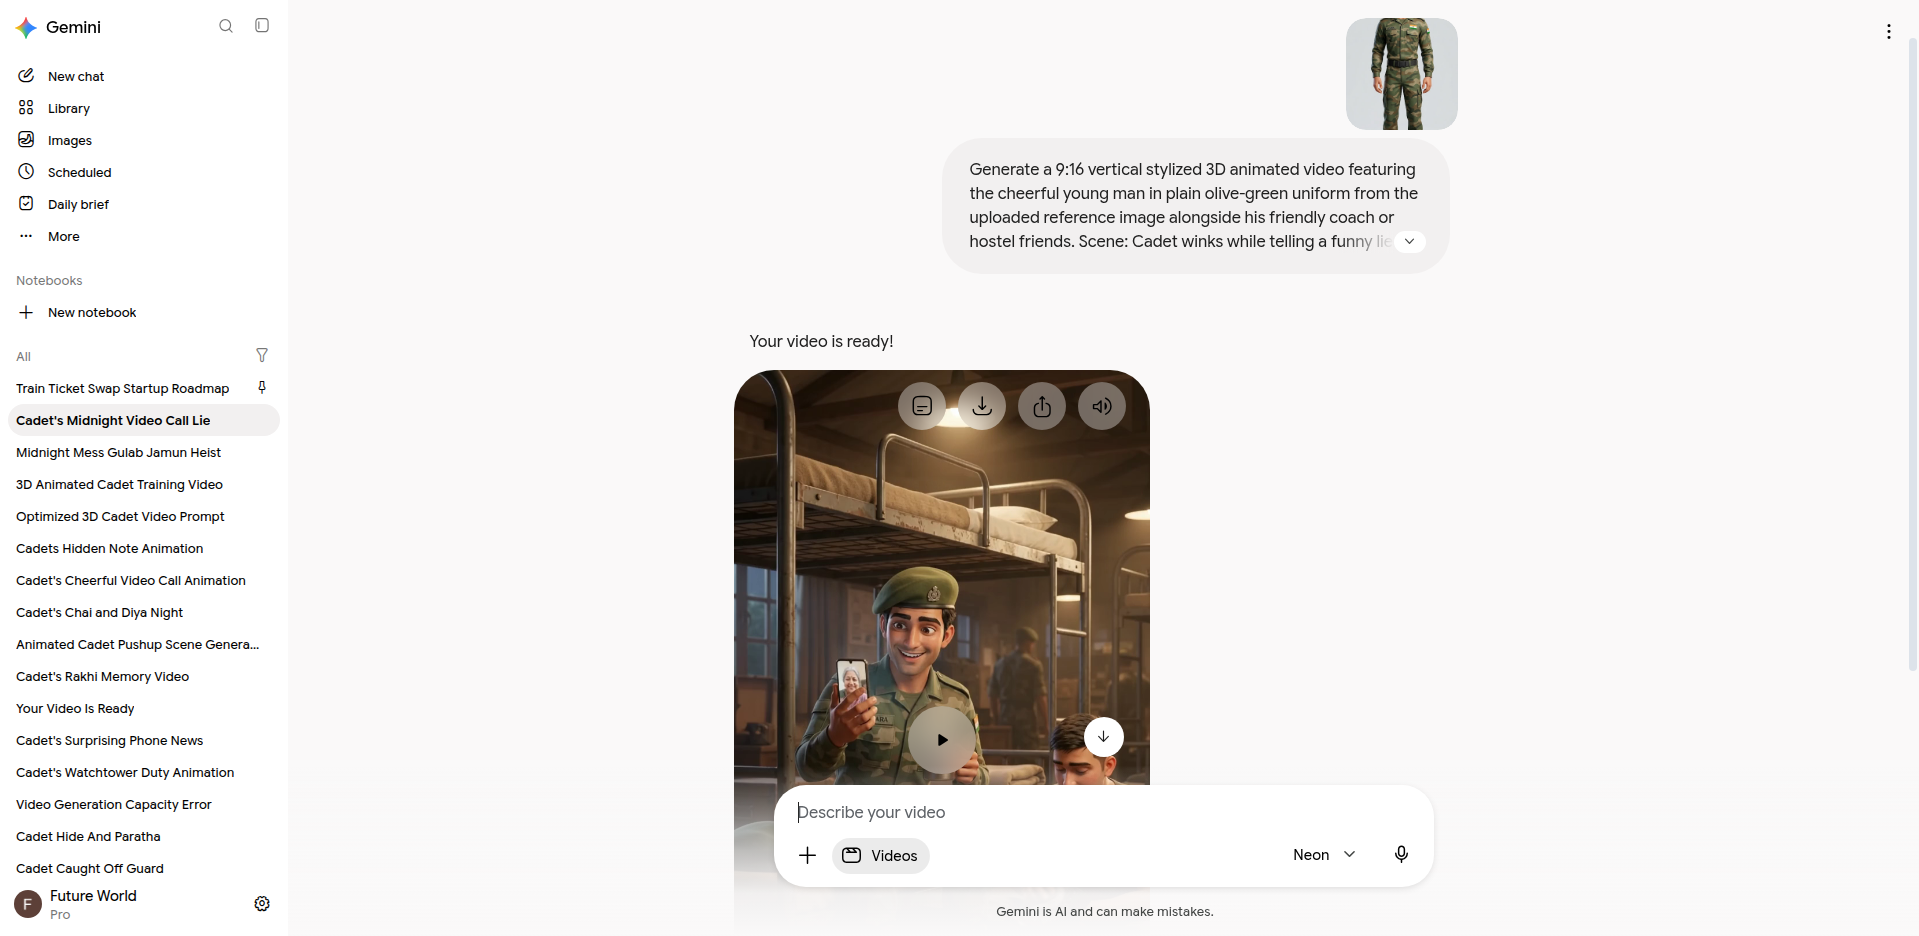 Gemini
New chat
Library
Images
Scheduled
Daily brief
More
Notebooks
New notebook
All
Train Ticket Swap Startup Roadmap
Cadet's Midnight Video Call Lie
Midnight Mess Gulab Jamun Heist
3D Animated Cadet Training Video
Optimized 3D Cadet Video Prompt
Cadets Hidden Note Animation
Cadet's Cheerful Video Call Animation
Cadet's Chai and Diya Night
Animated Cadet Pushup Scene Genera...
Cadet's Rakhi Memory Video
Your Video Is Ready
Cadet's Surprising Phone News
Cadet's Watchtower Duty Animation
Video Generation Capacity Error
Cadet Hide And Paratha
Cadet Caught Off Guard
F
Future World
Pro
Generate a 9:16 vertical stylized 3D animated video featuring
the cheerful young man in plain olive-green uniform from the
uploaded reference image alongside his friendly coach or
hostel friends. Scene: Cadet winks while telling a funny lie
Your video is ready!
Describe your video
Videos
Neon
Gemini is AI and can make mistakes.